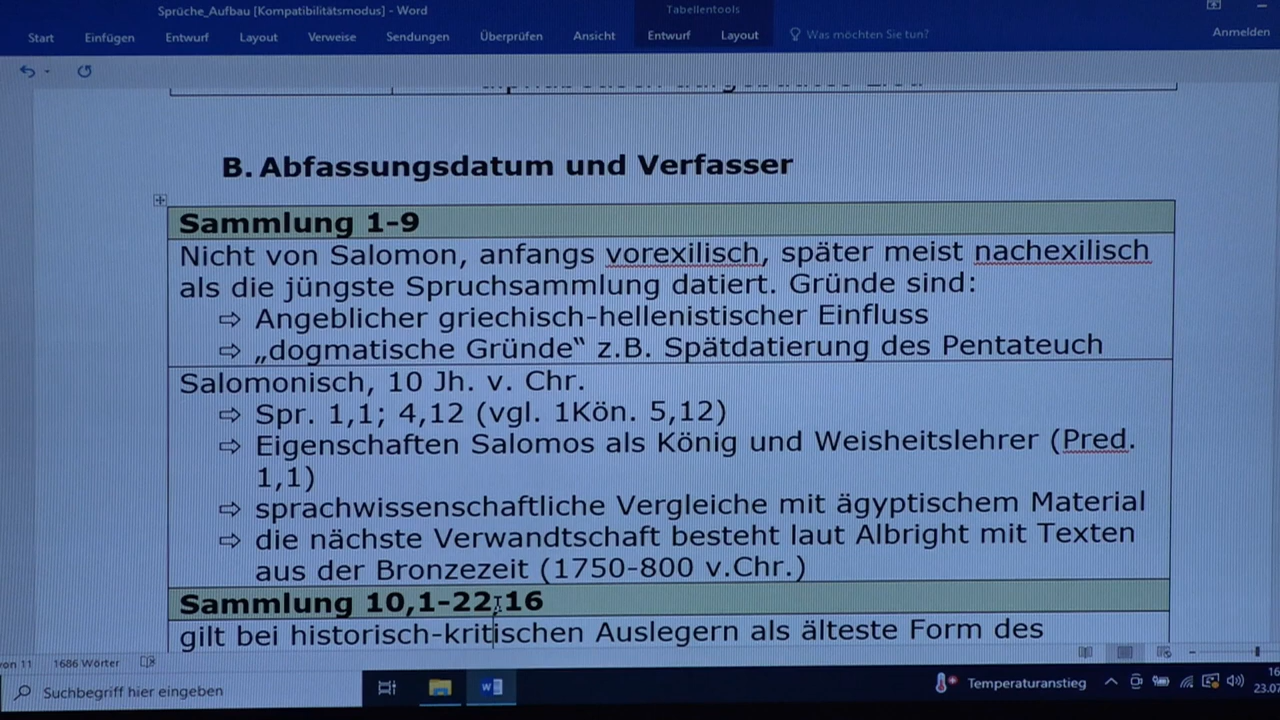 Sprüche_Aufbau [Kompatibilitätsmodus] - Word
Tabellentools
Start Einfügen Entwurf Layout Verweise Sendungen Überprüfen Ansicht Entwurf Layout Was möchten Sie tun? Anmelden
B. Abfassungsdatum und Verfasser
Sammlung 1-9
Nicht von Salomon, anfangs vorexilisch, später meist nachexilisch
als die jüngste Spruchsammlung datiert. Gründe sind:
⇨ Angeblicher griechisch-hellenistischer Einfluss
⇨ „dogmatische Gründe“ z.B. Spätdatierung des Pentateuch
Salomonisch, 10 Jh. v. Chr.
⇨ Spr. 1,1; 4,12 (vgl. 1Kön. 5,12)
⇨ Eigenschaften Salomos als König und Weisheitslehrer (Pred.
1,1)
⇨ sprachwissenschaftliche Vergleiche mit ägyptischem Material
⇨ die nächste Verwandtschaft besteht laut Albright mit Texten
aus der Bronzezeit (1750-800 v.Chr.)
Sammlung 10,1-22,16
gilt bei historisch-kritischen Auslegern als älteste Form des
von 11 1686 Wörter
Suchbegriff hier eingeben
Temperaturanstieg
16
23.07